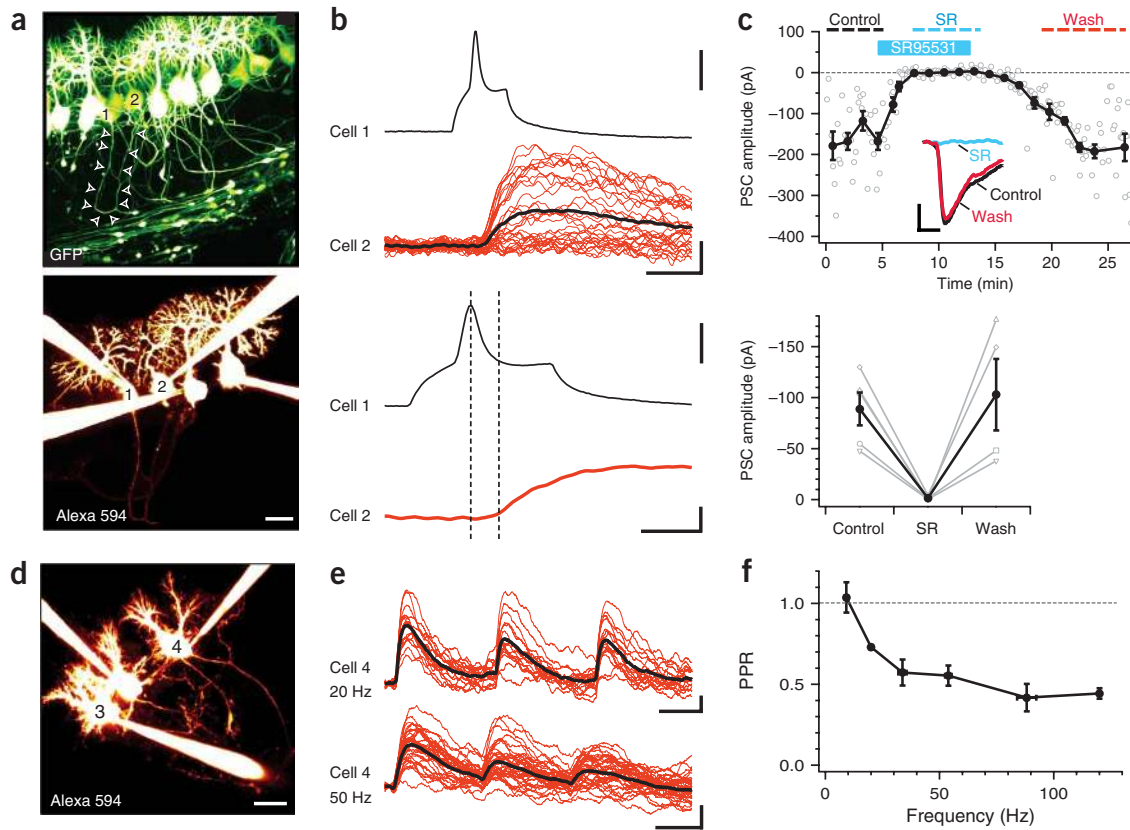 a
1
2
GFP
1
2
Alexa 594
b
Cell 1
Cell 2
Cell 1
Cell 2
c
Control
SR
Wash
SR95531
100
0
−100
−200
−300
−400
PSC amplitude (pA)
SR
Control
Wash
0
5
10
15
20
25
Time (min)
−150
−100
−50
0
PSC amplitude (pA)
Control
SR
Wash
d
4
3
Alexa 594
e
Cell 4
20 Hz
Cell 4
50 Hz
f
1.0
0.5
0.0
PPR
0
50
100
Frequency (Hz)